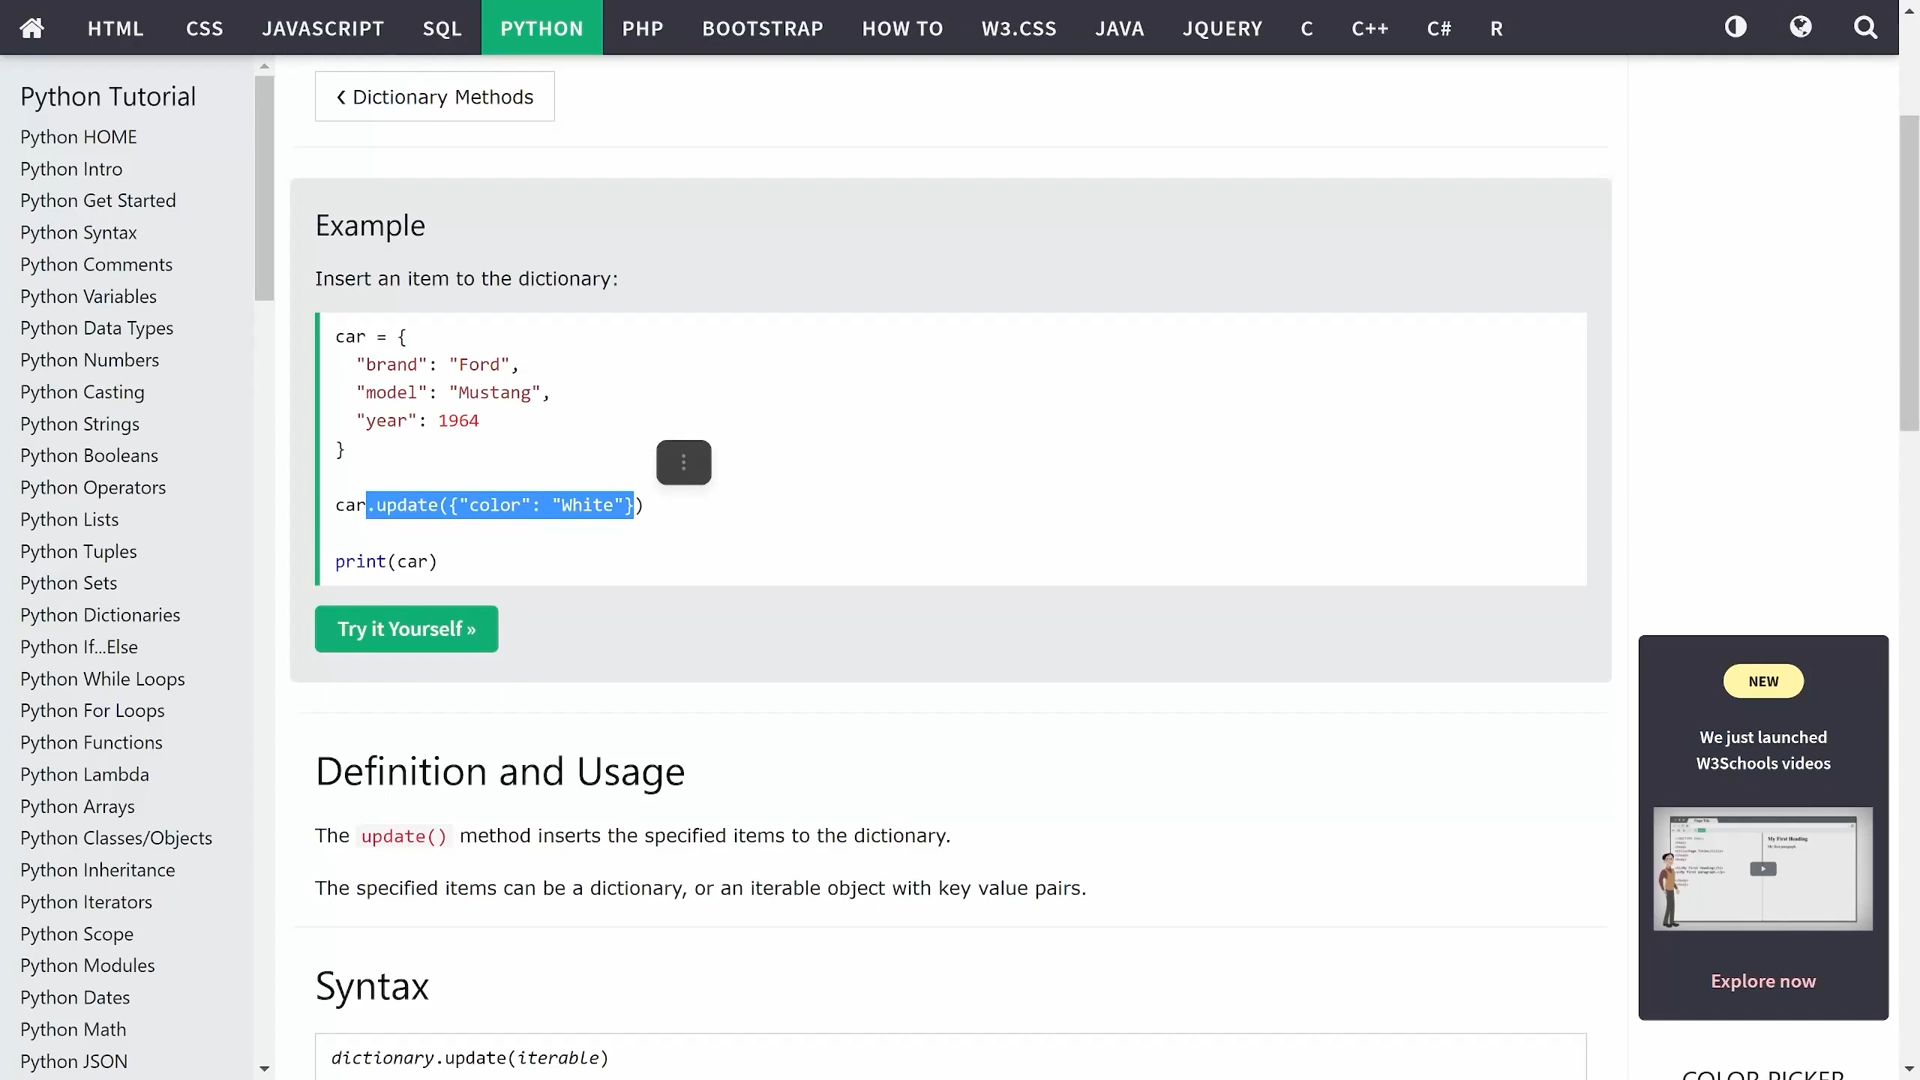 HTML CSS JAVASCRIPT SQL PYTHON PHP BOOTSTRAP HOW TO W3.CSS JAVA JQUERY C C++ C# R
Python Tutorial
Python HOME
Python Intro
Python Get Started
Python Syntax
Python Comments
Python Variables
Python Data Types
Python Numbers
Python Casting
Python Strings
Python Booleans
Python Operators
Python Lists
Python Tuples
Python Sets
Python Dictionaries
Python If...Else
Python While Loops
Python For Loops
Python Functions
Python Lambda
Python Arrays
Python Classes/Objects
Python Inheritance
Python Iterators
Python Scope
Python Modules
Python Dates
Python Math
Python JSON
❮ Dictionary Methods
Example
Insert an item to the dictionary:
car = {
  "brand": "Ford",
  "model": "Mustang",
  "year": 1964
}
car.update({"color": "White"})
print(car)
Try it Yourself »
Definition and Usage
The update() method inserts the specified items to the dictionary.
The specified items can be a dictionary, or an iterable object with key value pairs.
Syntax
dictionary.update(iterable)
NEW
We just launched
W3Schools videos
My First Heading
Explore now
COLOR PICKER